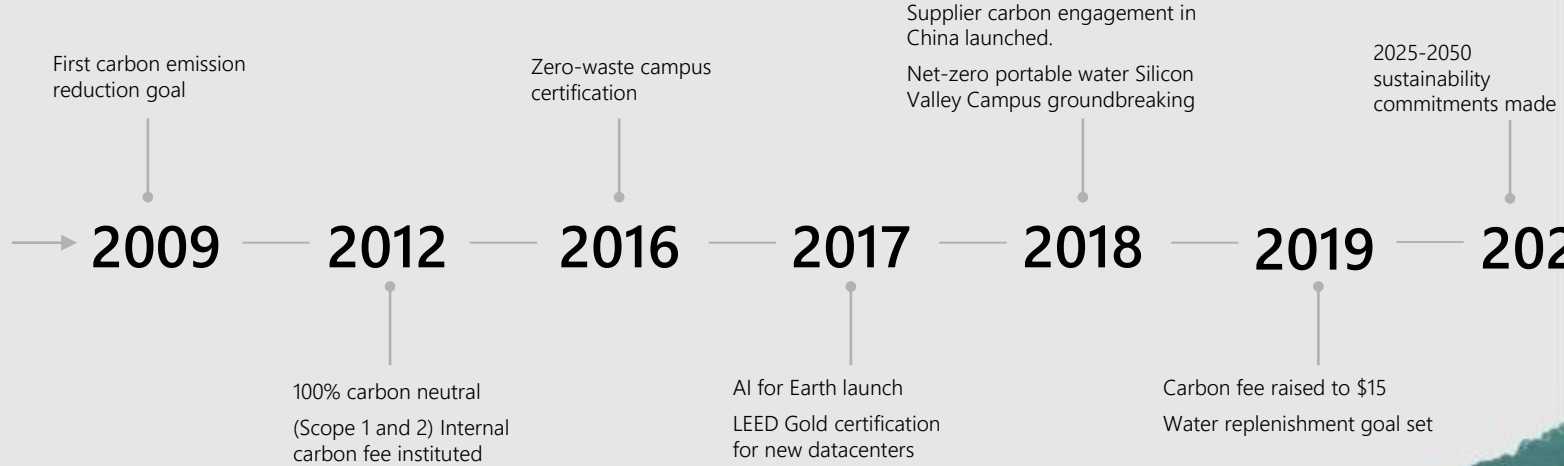 Supplier carbon engagement in
China launched.
Net-zero portable water Silicon
Valley Campus groundbreaking
First carbon emission
reduction goal
Zero-waste campus
certification
2025-2050
sustainability
commitments made
2009
2012
2016
2017
2018
2019
202
100% carbon neutral
(Scope 1 and 2) Internal
carbon fee instituted
AI for Earth launch
LEED Gold certification
for new datacenters
Carbon fee raised to $15
Water replenishment goal set